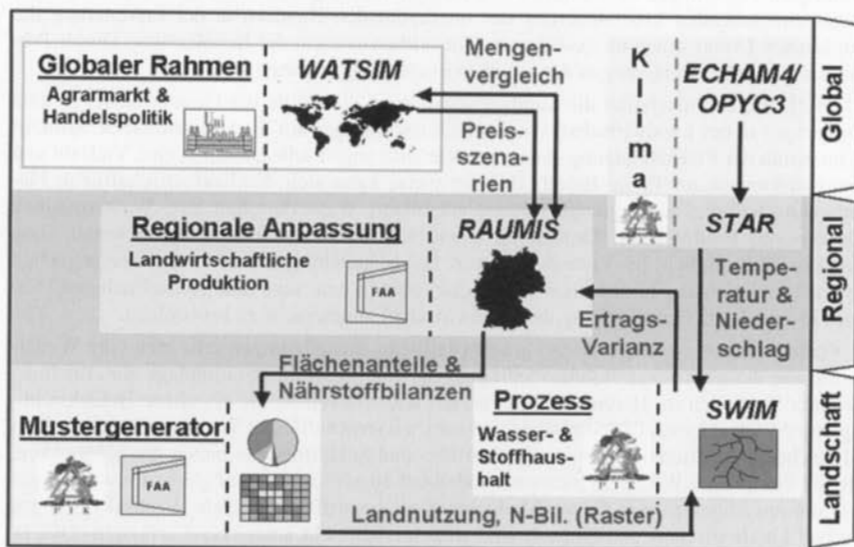 Globaler Rahmen
Agrarmarkt &
Handelspolitik
Uni
WATSIM
Mengen-
vergleich
Preis-
szena-
rien
Klima
ECHAM4/
OPYC3
Global
Regionale Anpassung
Landwirtschaftliche
Produktion
FAA
RAUMIS
P I K
STAR
Tempe-
ratur &
Nieder-
schlag
Ertrags-
Varianz
Regional
Flächenanteile &
Nährstoffbilanzen
Mustergenerator
P I K
FAA
Prozess
Wasser- &
Stoffhaus-
halt
P I K
SWIM
Landnutzung, N-Bil. (Raster)
Landschaft